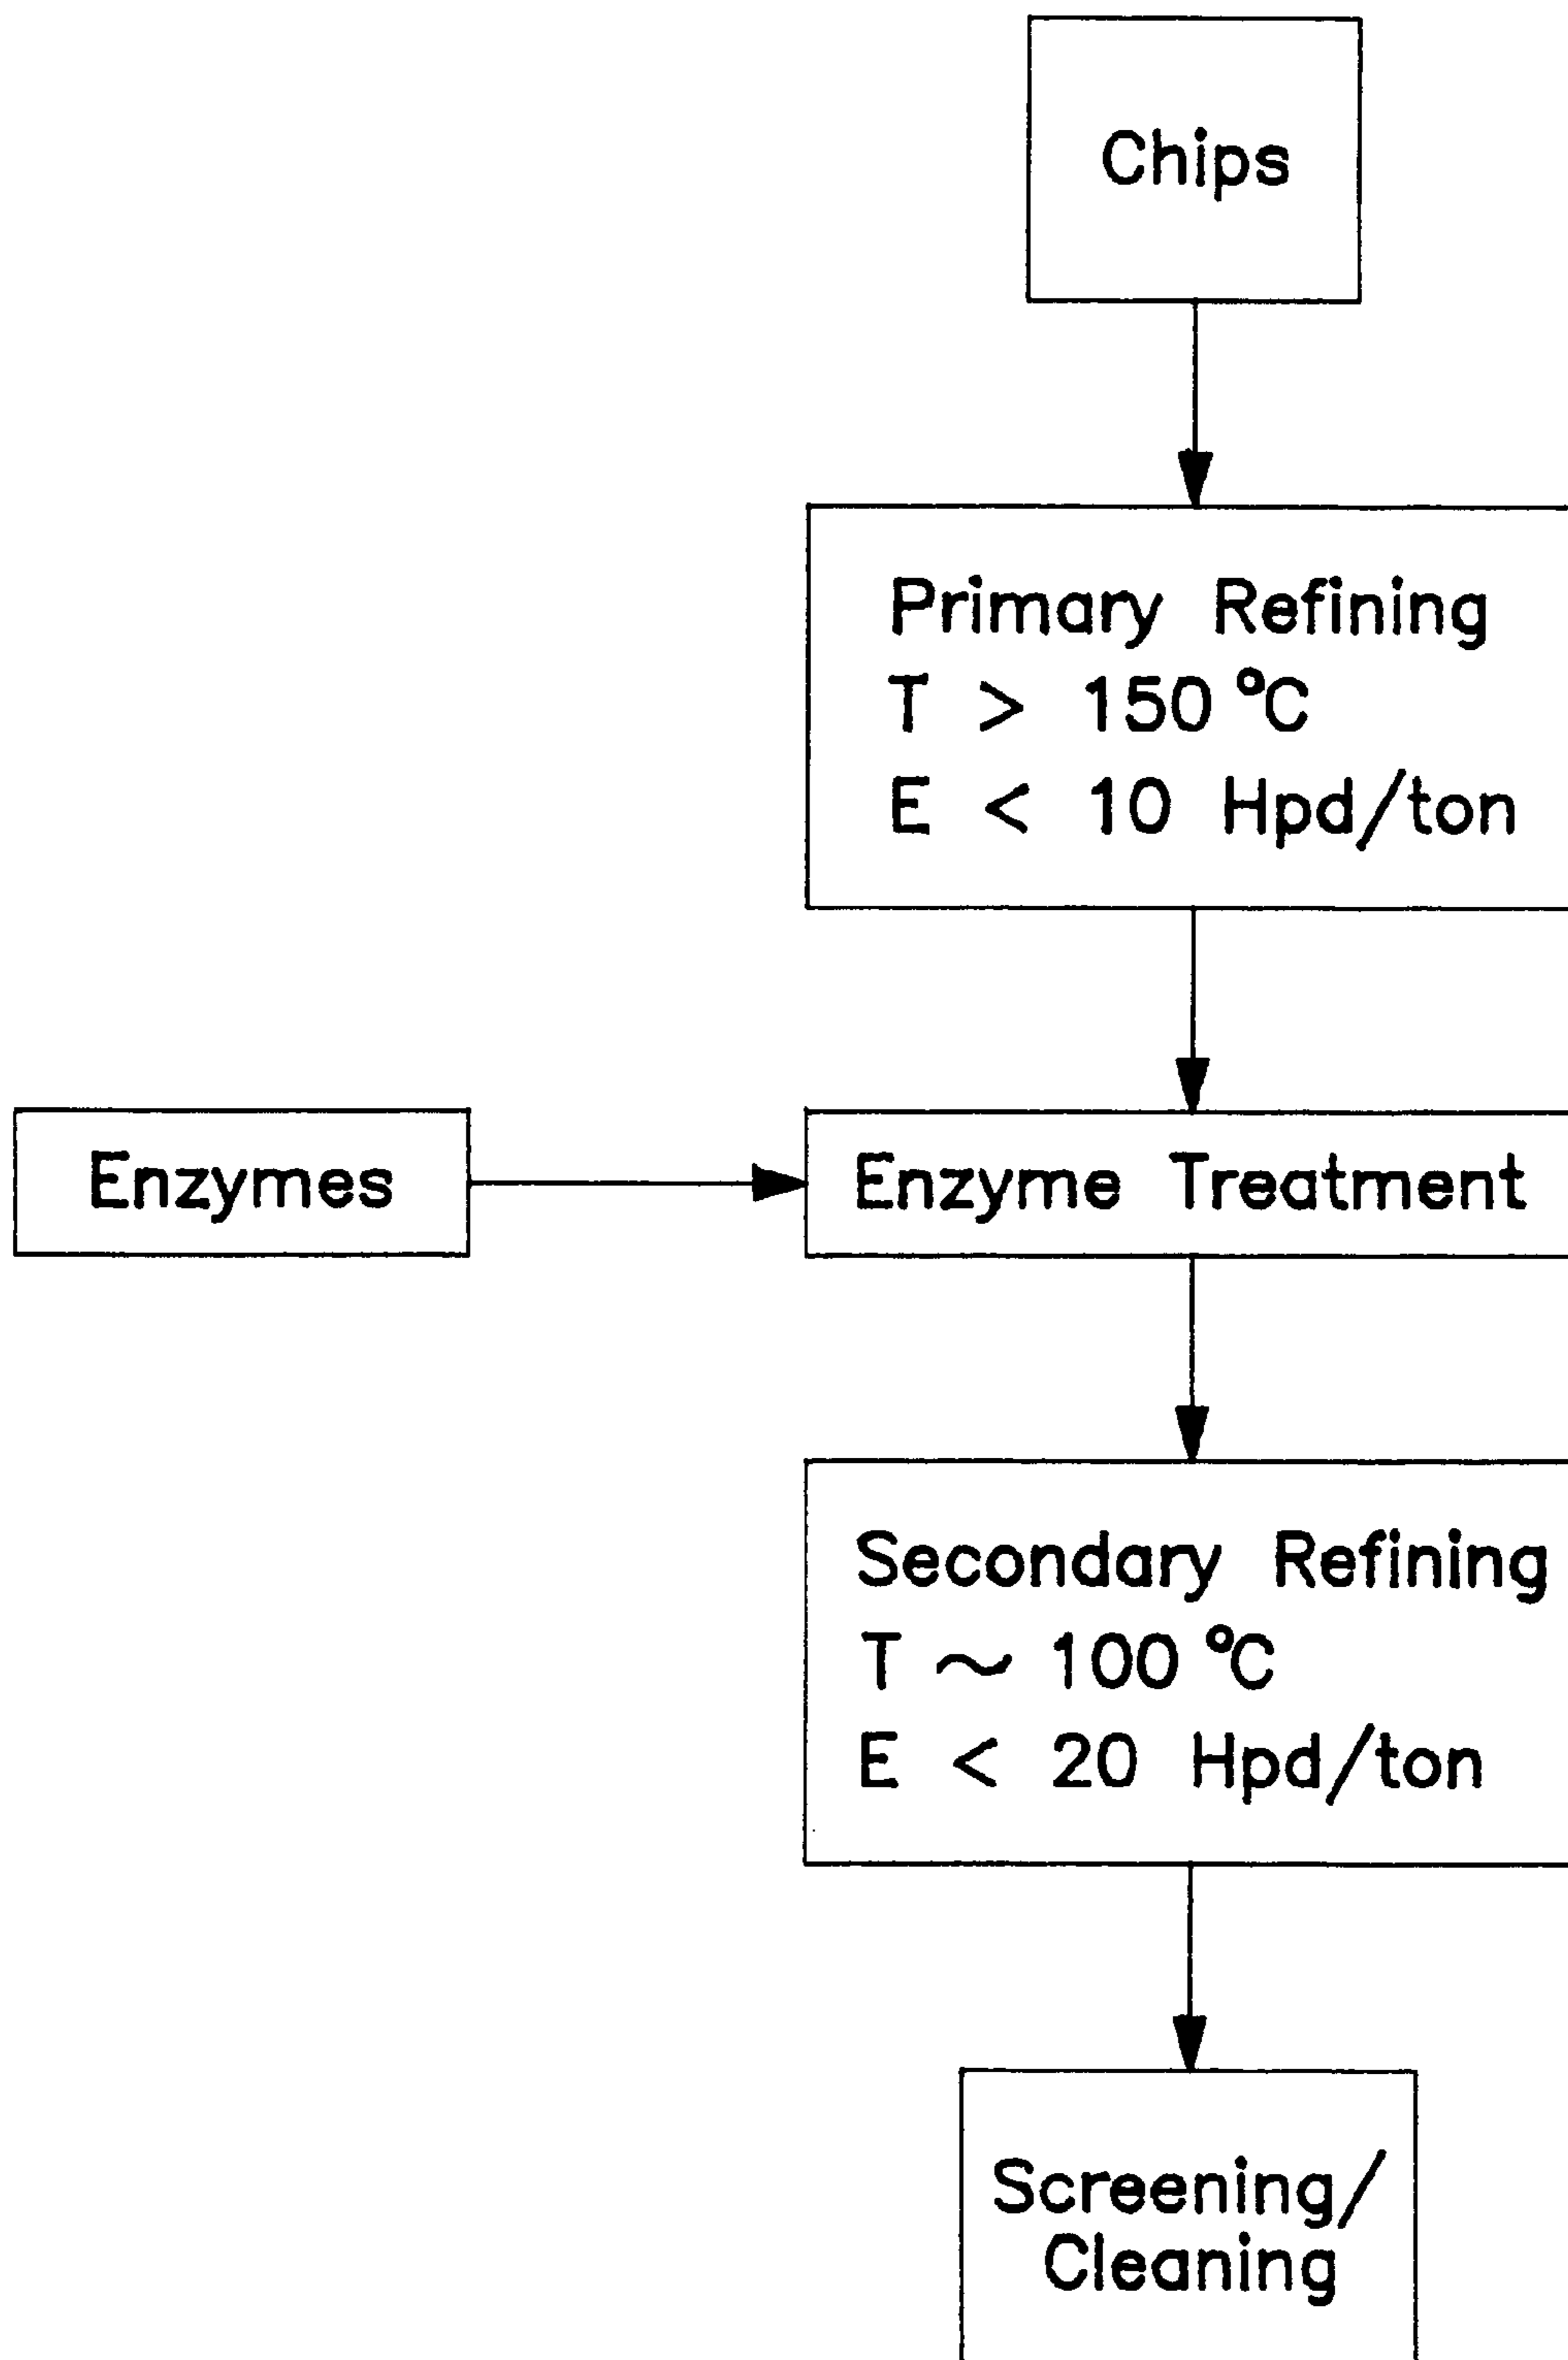 Chips
Primary Refining
T > 150 °C
E < 10 Hpd/ton
Enzymes
Enzyme Treatment
Secondary Refining
T ~ 100 °C
E < 20 Hpd/ton
Screening/
Cleaning